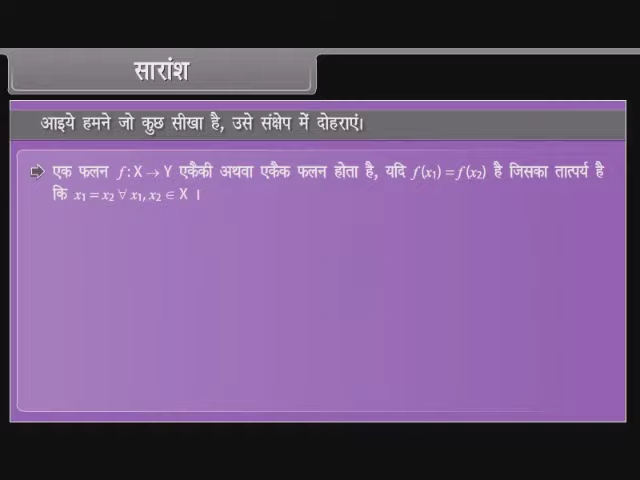 सारांश
आइये हमने जो कुछ सीखा है, उसे संक्षेप में दोहराएं।
एक फलन f : X → Y एकैकी अथवा एकैक फलन होता है, यदि f(x₁) = f(x₂) है जिसका तात्पर्य है
कि x₁ = x₂ ∀ x₁, x₂ ∈ X ।